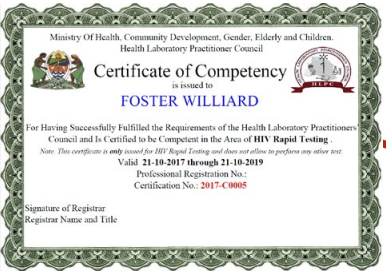 Ministry Of Health, Community Development, Gender, Elderly and Children.
Health Laboratory Practitioner Council
Certificate of Competency
is issued to
FOSTER WILLIARD
For Having Successfully Fulfilled the Requirements of the Health Laboratory Practitioners'
Council and Is Certified to be Competent in the Area of HIV Rapid Testing .
Note. This certificate is only issued for HIV Rapid Testing and does not allow to perform any other test.
Valid 21-10-2017 through 21-10-2019
Professional Registration No.:
Certification No.: 2017-C0005
Signature of Registrar
Registrar Name and Title
HLPC